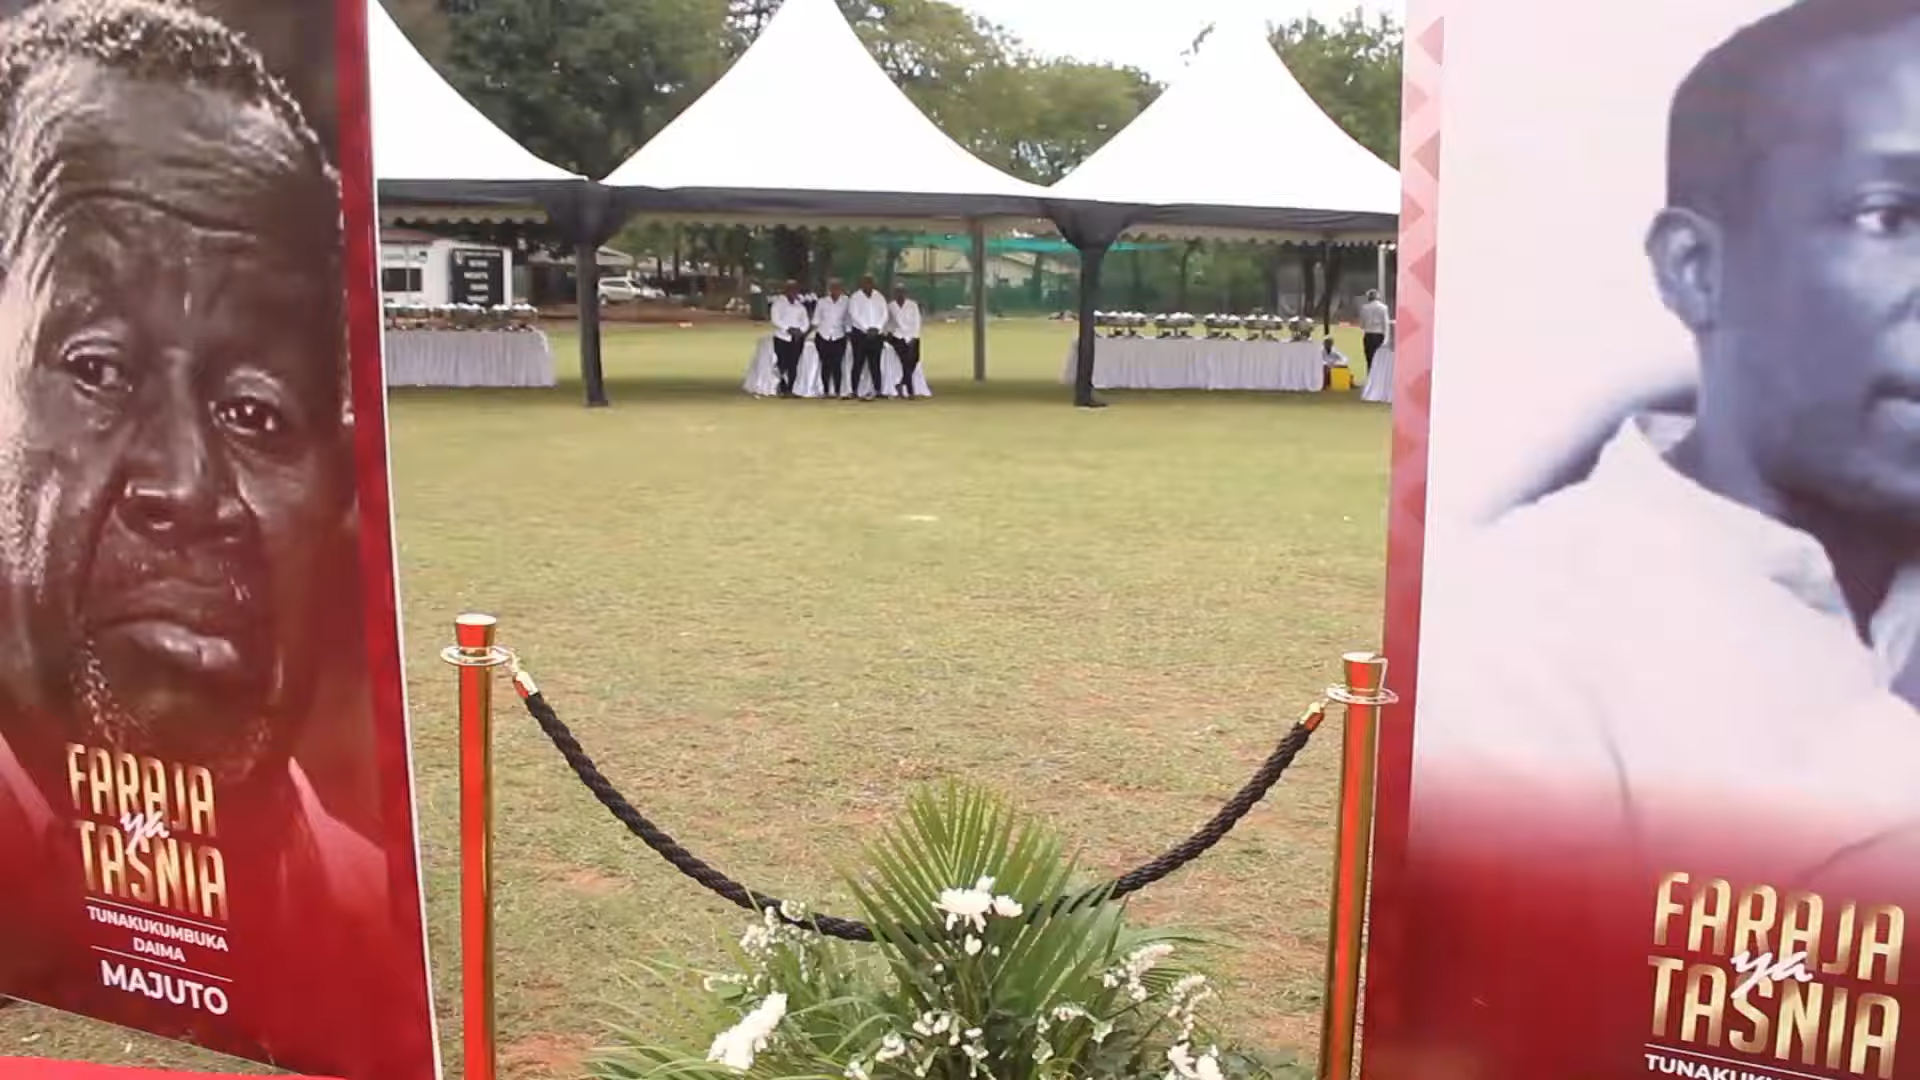 FARAJA
ya
TASNIA
TUNAKUKUMBUKA
DAIMA
MAJUTO
FARAJA
ya
TASNIA